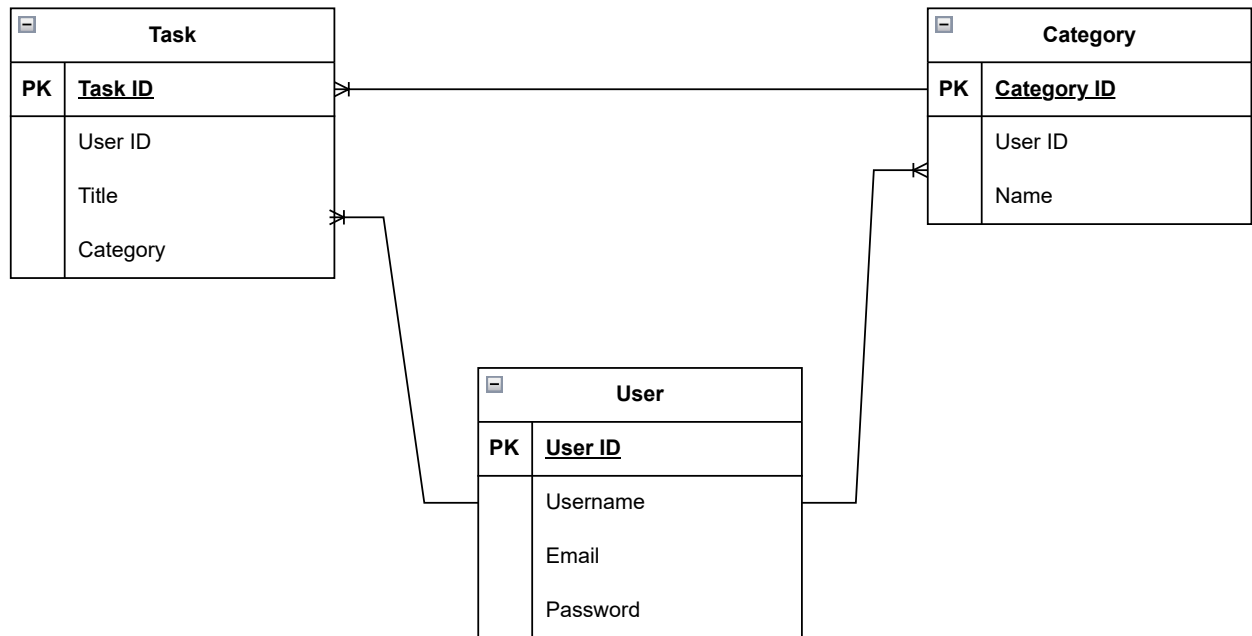 Task
PK Task ID
User ID
Title
Category
Category
PK Category ID
User ID
Name
User
PK User ID
Username
Email
Password